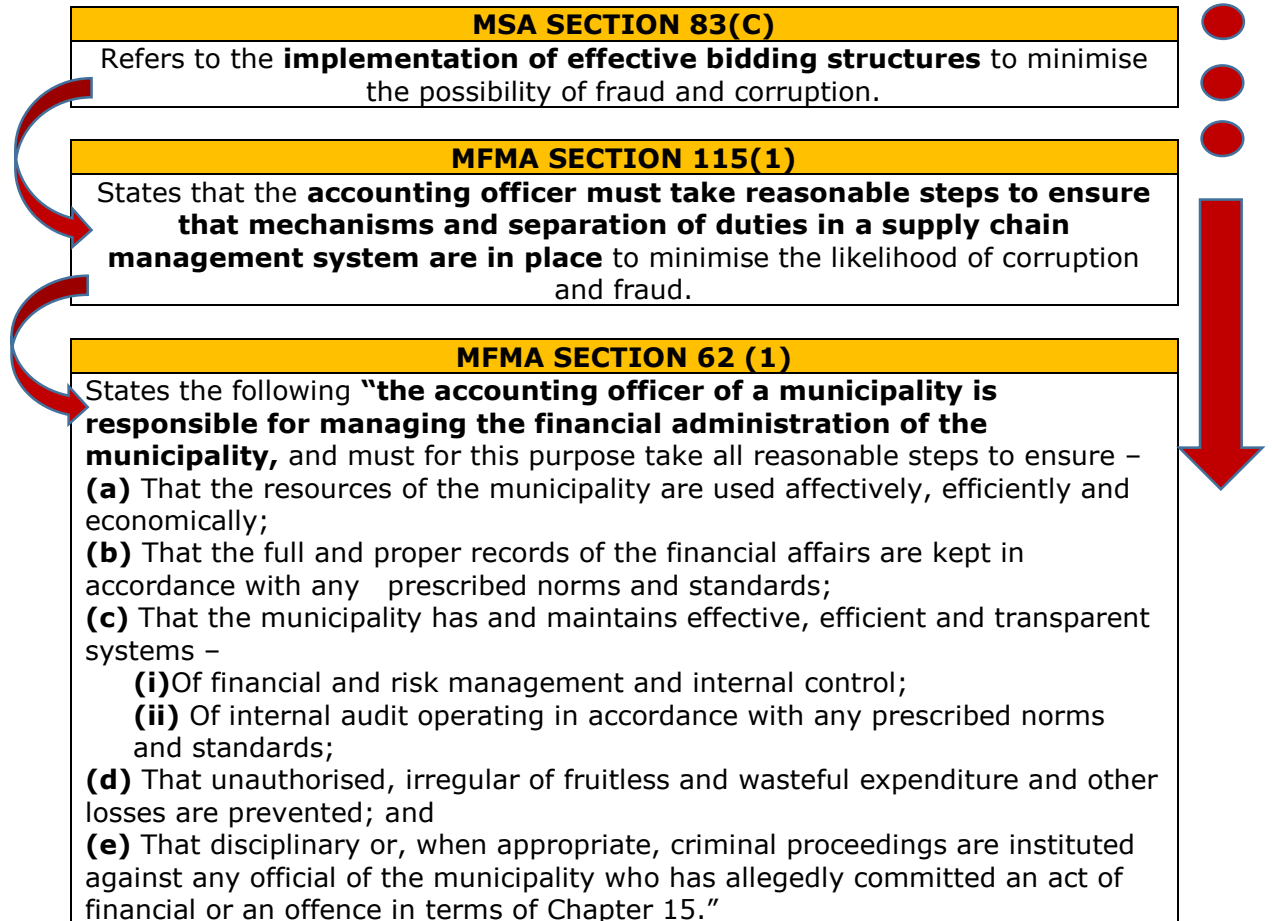 MSA SECTION 83(C)
Refers to the implementation of effective bidding structures to minimise
the possibility of fraud and corruption.
MFMA SECTION 115(1)
States that the accounting officer must take reasonable steps to ensure
that mechanisms and separation of duties in a supply chain
management system are in place to minimise the likelihood of corruption
and fraud.
MFMA SECTION 62 (1)
States the following “the accounting officer of a municipality is
responsible for managing the financial administration of the
municipality, and must for this purpose take all reasonable steps to ensure –
(a) That the resources of the municipality are used affectively, efficiently and
economically;
(b) That the full and proper records of the financial affairs are kept in
accordance with any   prescribed norms and standards;
(c) That the municipality has and maintains effective, efficient and transparent
systems –
(i)Of financial and risk management and internal control;
(ii) Of internal audit operating in accordance with any prescribed norms
and standards;
(d) That unauthorised, irregular of fruitless and wasteful expenditure and other
losses are prevented; and
(e) That disciplinary or, when appropriate, criminal proceedings are instituted
against any official of the municipality who has allegedly committed an act of
financial or an offence in terms of Chapter 15.”